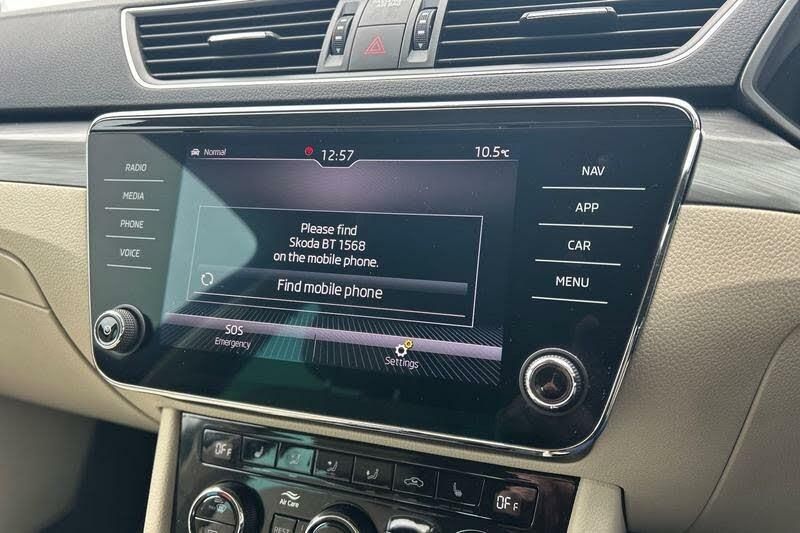 Normal
12:57
10.5°C
RADIO
MEDIA
PHONE
VOICE
NAV
APP
CAR
MENU
Please find
Skoda BT 1568
on the mobile phone.
Find mobile phone
SOS
Emergency
Settings
OFF
OFF
Air Care
REST